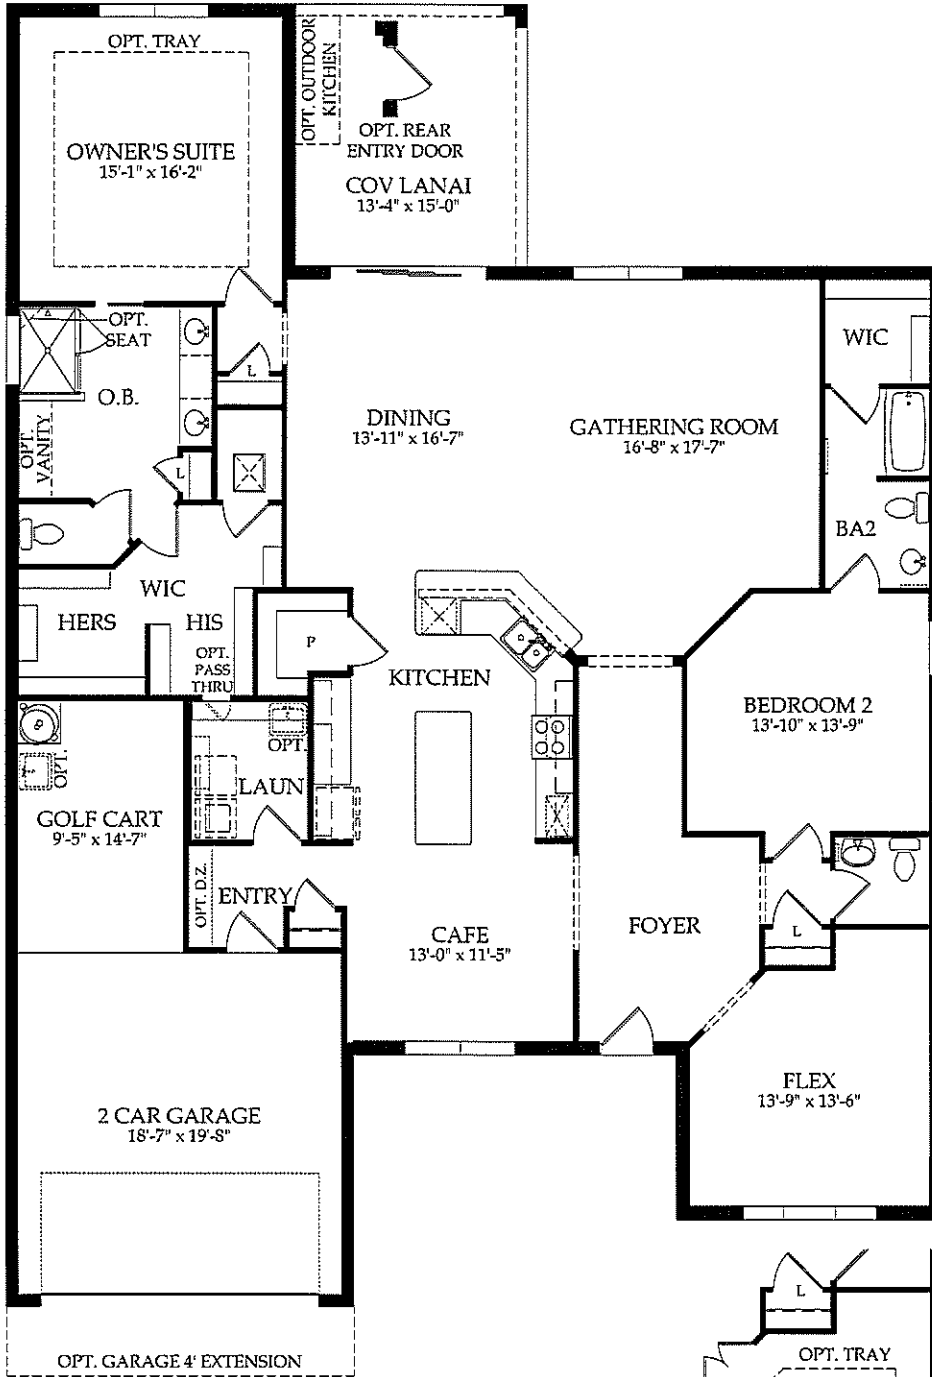 OPT. TRAY
OWNER'S SUITE
15'-1" x 16'-2"
OPT. OUTDOOR
KITCHEN
OPT. REAR
ENTRY DOOR
COV LANAI
13'-4" x 15'-0"
OPT.
SEAT
O.B.
OPT.
VANITY
L
L
DINING
13'-11" x 16'-7"
GATHERING ROOM
16'-8" x 17'-7"
WIC
BA2
WIC
HERS
HIS
OPT.
PASS
THRU
P
KITCHEN
BEDROOM 2
13'-10" x 13'-9"
OPT.
OPT.
LAUN
GOLF CART
9'-5" x 14'-7"
OPT. D.Z.
ENTRY
CAFE
13'-0" x 11'-5"
FOYER
L
FLEX
13'-9" x 13'-6"
2 CAR GARAGE
18'-7" x 19'-8"
OPT. GARAGE 4' EXTENSION
L
OPT. TRAY